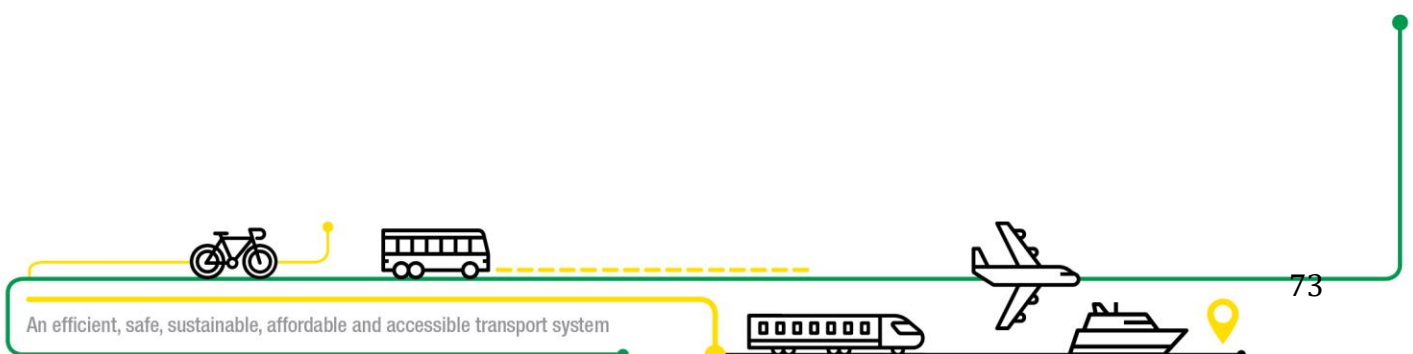 73
An efficient, safe, sustainable, affordable and accessible transport system